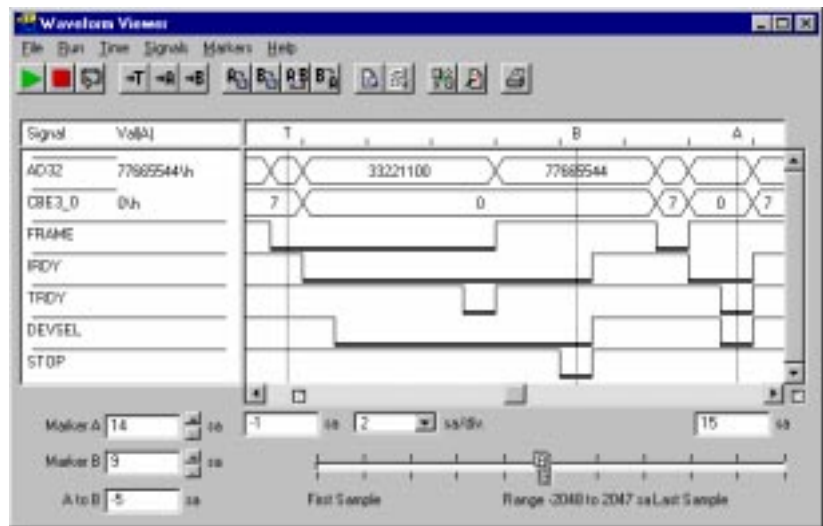 Waveform Viewer
File Run Time Signals Markers Help
Signal Val[A] T B A
AD32 77665544\h 33221100 77665544
CBE3_0 0\h 7 0 7 0 7
FRAME
IRDY
TRDY
DEVSEL
STOP
Marker A 14 sa -1 sa 2 sa/div. 15 sa
Marker B 9 sa
A to B -5 sa First Sample Range -2048 to 2047 sa Last Sample